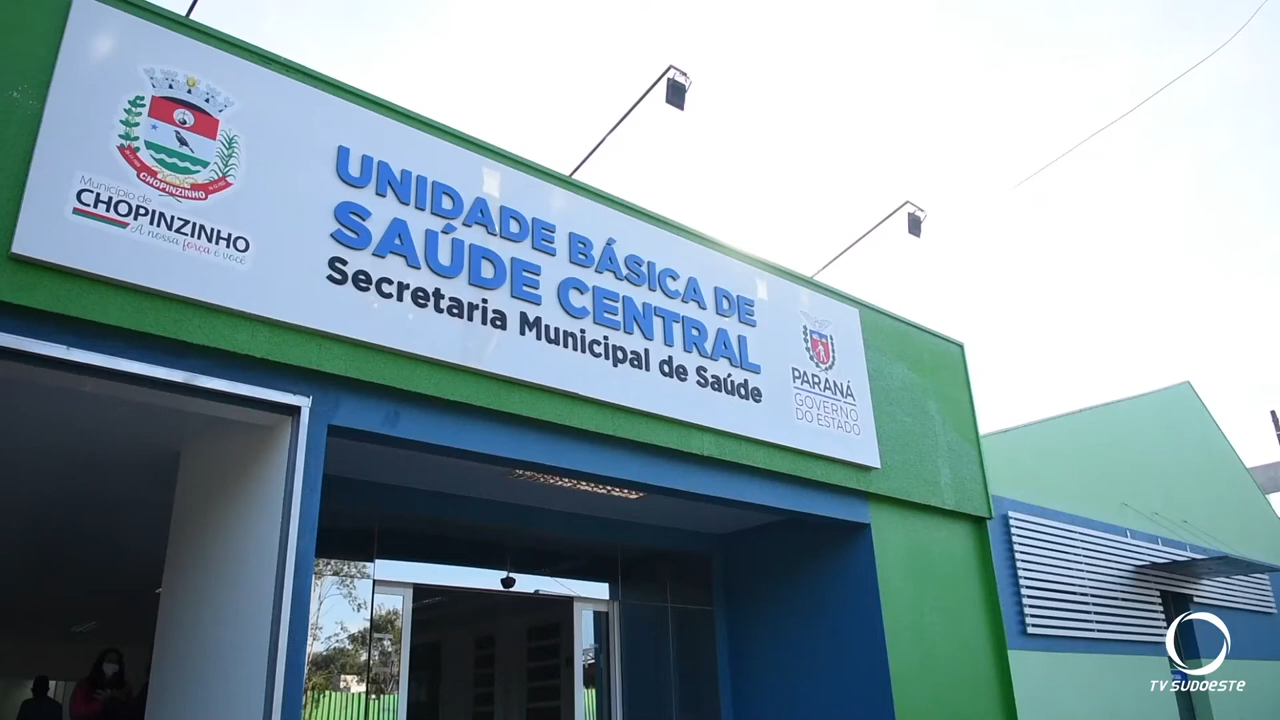 CHOPINZINHO
Município de
CHOPINZINHO
A nossa força é você
UNIDADE BÁSICA DE
SAÚDE CENTRAL
Secretaria Municipal de Saúde
PARANÁ
GOVERNO
DO ESTADO
TV SUDOESTE